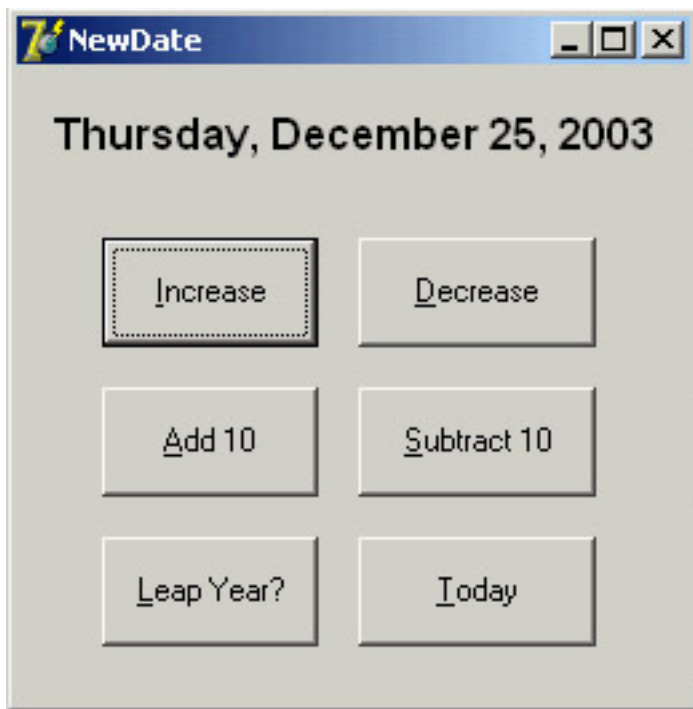 NewDate
Thursday, December 25, 2003
Increase Decrease
Add 10 Subtract 10
Leap Year? Today